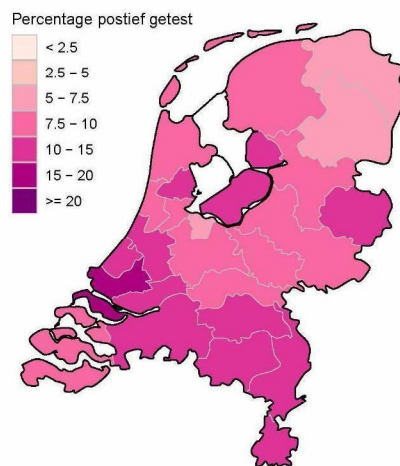 Percentage postief getest
< 2.5
2.5 – 5
5 – 7.5
7.5 – 10
10 – 15
15 – 20
>= 20